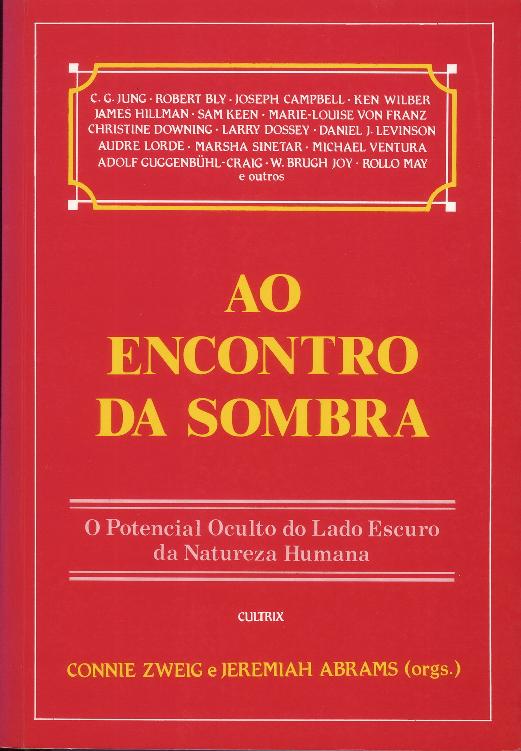 C. G. JUNG · ROBERT BLY · JOSEPH CAMPBELL · KEN WILBER
JAMES HILLMAN · SAM KEEN · MARIE-LOUISE VON FRANZ
CHRISTINE DOWNING · LARRY DOSSEY · DANIEL J. LEVINSON
AUDRE LORDE · MARSHA SINETAR · MICHAEL VENTURA
ADOLF GUGGENBÜHL-CRAIG · W. BRUGH JOY · ROLLO MAY
e outros
AO
ENCONTRO
DA SOMBRA
O Potencial Oculto do Lado Escuro
da Natureza Humana
CULTRIX
CONNIE ZWEIG e JEREMIAH ABRAMS (orgs.)